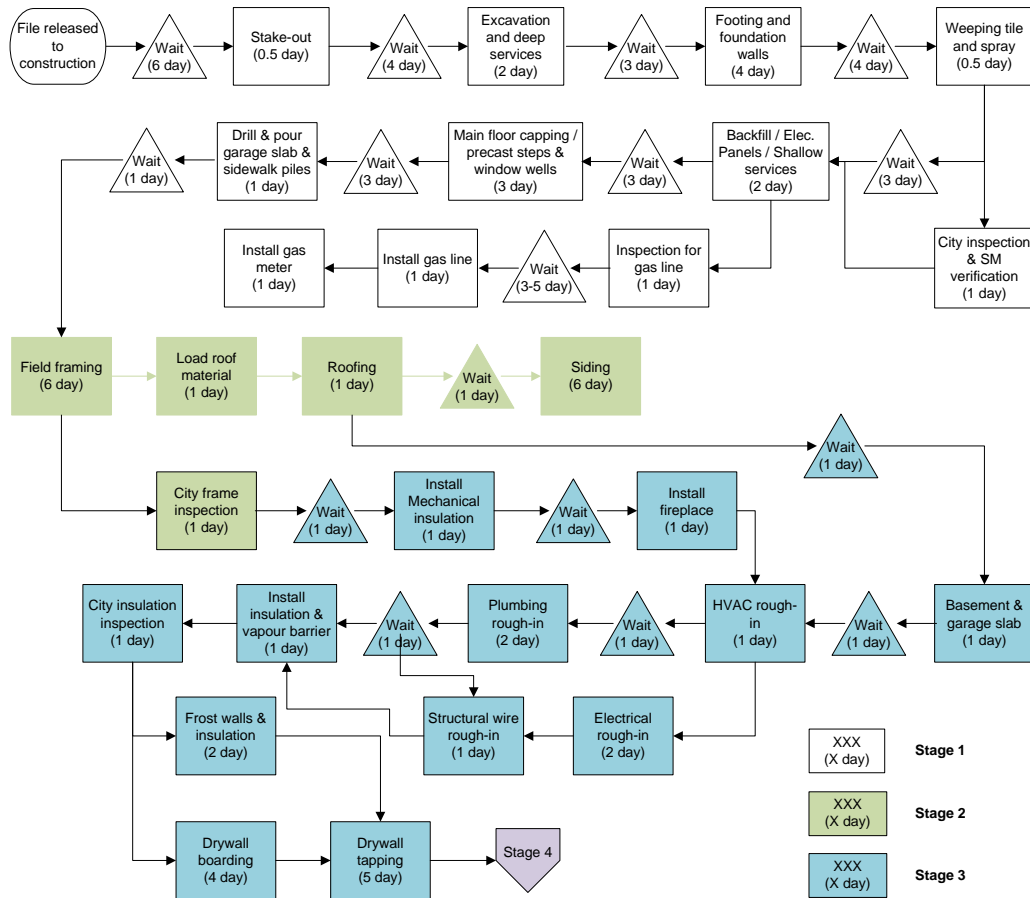 File released
to
construction
Wait
(6 day)
Stake-out
(0.5 day)
Wait
(4 day)
Excavation
and deep
services
(2 day)
Wait
(3 day)
Footing and
foundation
walls
(4 day)
Wait
(4 day)
Weeping tile
and spray
(0.5 day)
Wait
(1 day)
Drill & pour
garage slab &
sidewalk piles
(1 day)
Wait
(3 day)
Main floor capping /
precast steps &
window wells
(3 day)
Wait
(3 day)
Backfill / Elec.
Panels / Shallow
services
(2 day)
Wait
(3 day)
Install gas
meter
(1 day)
Install gas line
(1 day)
Wait
(3-5 day)
Inspection for
gas line
(1 day)
City inspection
& SM
verification
(1 day)
Field framing
(6 day)
Load roof
material
(1 day)
Roofing
(1 day)
Wait
(1 day)
Siding
(6 day)
Wait
(1 day)
City frame
inspection
(1 day)
Wait
(1 day)
Install
Mechanical
insulation
(1 day)
Wait
(1 day)
Install
fireplace
(1 day)
City insulation
inspection
(1 day)
Install
insulation &
vapour barrier
(1 day)
Wait
(1 day)
Plumbing
rough-in
(2 day)
Wait
(1 day)
HVAC rough-
in
(1 day)
Wait
(1 day)
Basement &
garage slab
(1 day)
Frost walls &
insulation
(2 day)
Structural wire
rough-in
(1 day)
Electrical
rough-in
(2 day)
XXX
(X day)
Stage 1
XXX
(X day)
Stage 2
Drywall
boarding
(4 day)
Drywall
tapping
(5 day)
Stage 4
XXX
(X day)
Stage 3